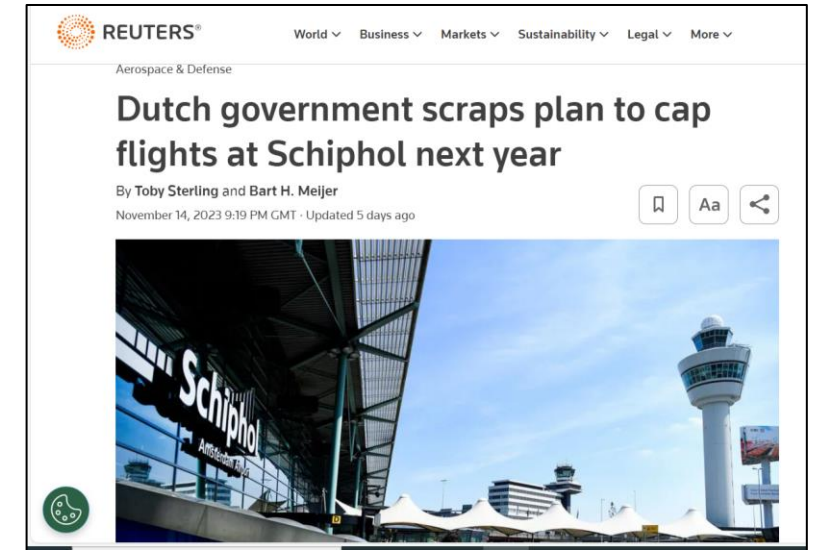 REUTERS®
World Business Markets Sustainability Legal More
Aerospace & Defense
Dutch government scraps plan to cap
flights at Schiphol next year
By Toby Sterling and Bart H. Meijer
November 14, 2023 9:19 PM GMT · Updated 5 days ago
Aa
Schiphol
Amsterdam Airport
D